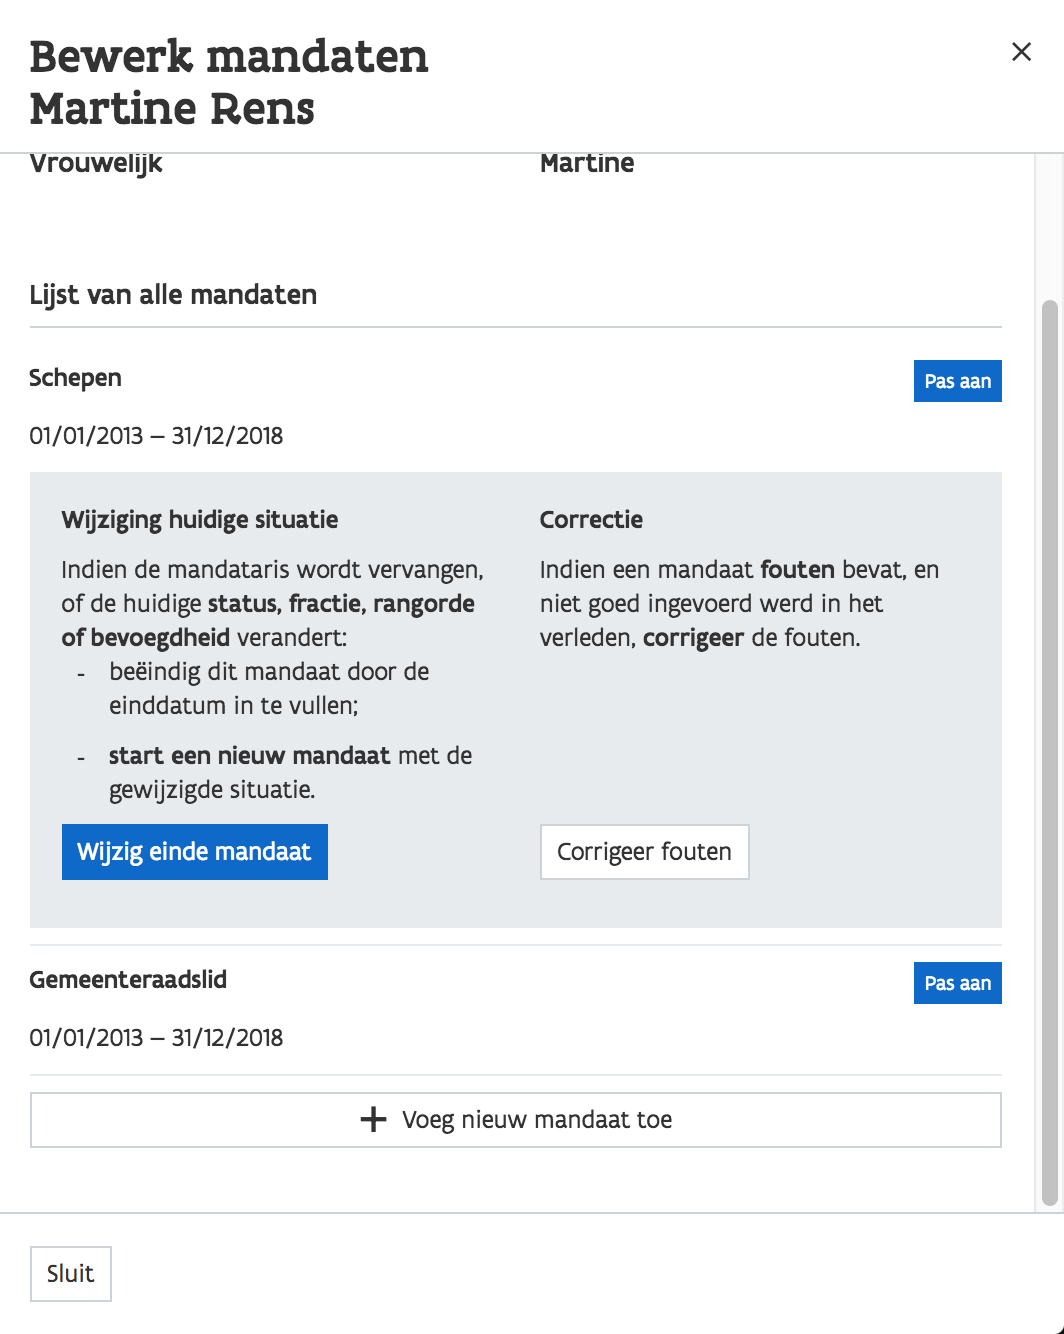 Bewerk mandaten
Martine Rens
Vrouwelijk
Martine
Lijst van alle mandaten
Schepen
Pas aan
01/01/2013 – 31/12/2018
Wijziging huidige situatie
Indien de mandataris wordt vervangen,
of de huidige status, fractie, rangorde
of bevoegdheid verandert:
- beëindig dit mandaat door de
einddatum in te vullen;
- start een nieuw mandaat met de
gewijzigde situatie.
Wijzig einde mandaat
Correctie
Indien een mandaat fouten bevat, en
niet goed ingevoerd werd in het
verleden, corrigeer de fouten.
Corrigeer fouten
Gemeenteraadslid
Pas aan
01/01/2013 – 31/12/2018
Voeg nieuw mandaat toe
Sluit